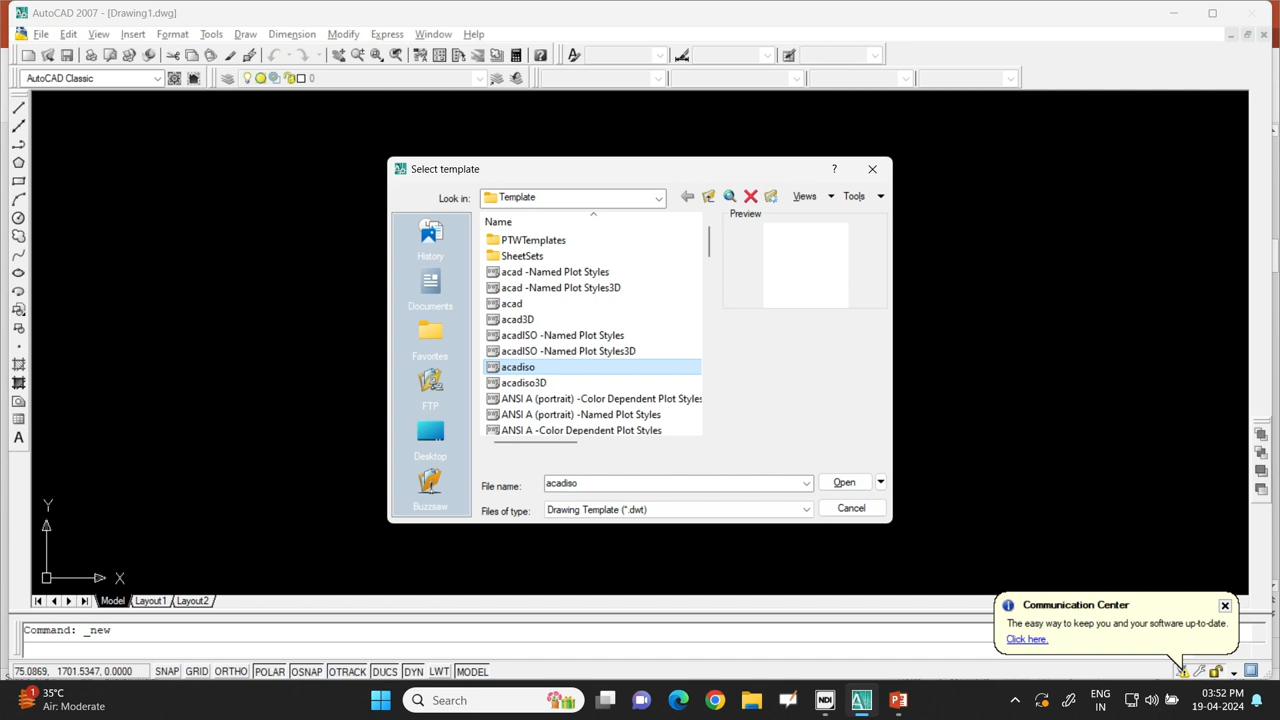 AutoCAD 2007 - [Drawing1.dwg]
File Edit View Insert Format Tools Draw Dimension Modify Express Window Help
AutoCAD Classic
0
Select template
Look in: Template
Views Tools
Name
Preview
PTWTemplates
SheetSets
acad -Named Plot Styles
acad -Named Plot Styles3D
acad
acad3D
acadISO -Named Plot Styles
acadISO -Named Plot Styles3D
acadiso
acadiso3D
ANSI A (portrait) -Color Dependent Plot Styles
ANSI A (portrait) -Named Plot Styles
ANSI A -Color Dependent Plot Styles
History
Documents
Favorites
FTP
Desktop
Buzzsaw
File name: acadiso Open
Files of type: Drawing Template (*.dwt) Cancel
Y
X
Model Layout1 Layout2
Communication Center
The easy way to keep you and your software up-to-date.
Click here.
Command: _new
75.0869, 1701.5347, 0.0000 SNAP GRID ORTHO POLAR OSNAP OTRACK DUCS DYN LWT MODEL
1
35°C
Air: Moderate
Search
ENG
IN
03:52 PM
19-04-2024